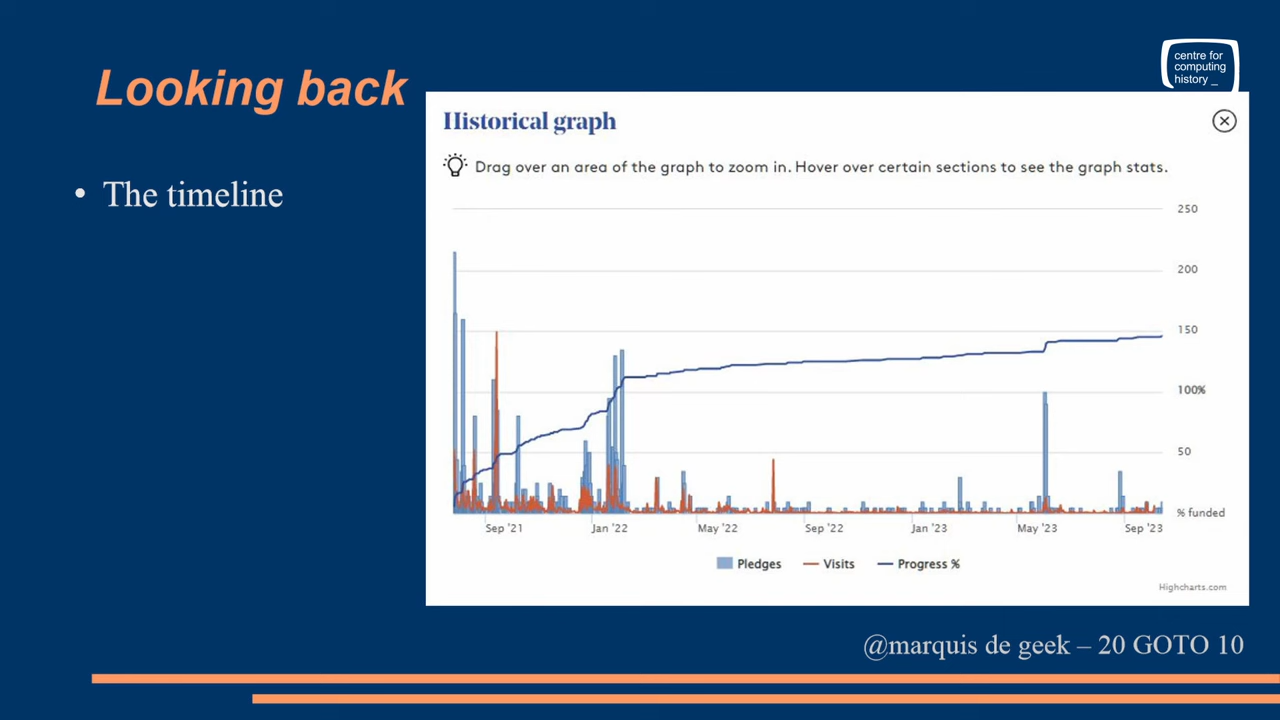 Looking back
centre for
computing
history _
• The timeline
Historical graph
Drag over an area of the graph to zoom in. Hover over certain sections to see the graph stats.
250
200
150
100%
50
% funded
Sep '21
Jan '22
May '22
Sep '22
Jan '23
May '23
Sep '23
Pledges
Visits
Progress %
Highcharts.com
@marquis de geek – 20 GOTO 10